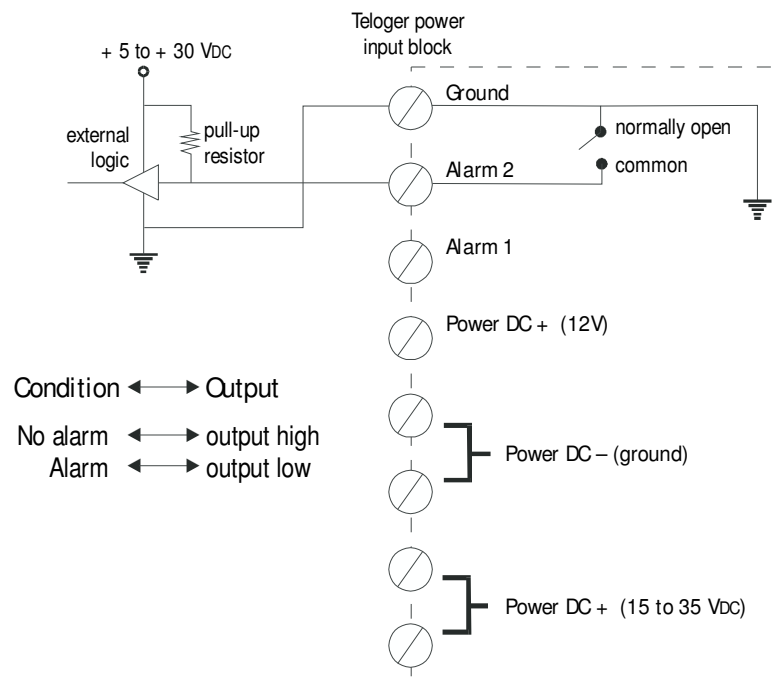 Teloger power
input block
+ 5 to + 30 VDC
Ground
external
logic
pull-up
resistor
normally open
common
Alarm 2
Alarm 1
Power DC + (12V)
Condition Output
No alarm output high
Alarm output low
Power DC – (ground)
Power DC + (15 to 35 VDC)